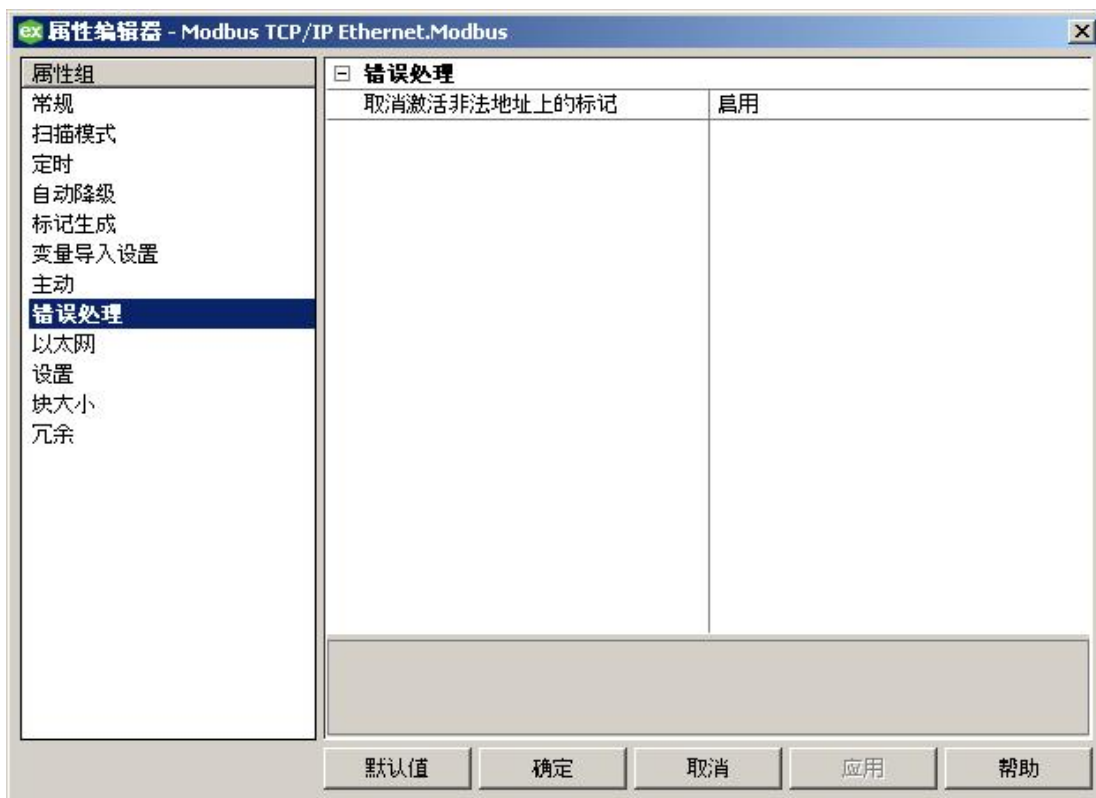 ex 属性编辑器 - Modbus TCP/IP Ethernet.Modbus
属性组
常规
扫描模式
定时
自动降级
标记生成
变量导入设置
主动
错误处理
以太网
设置
块大小
冗余
错误处理
取消激活非法地址上的标记 启用
默认值 确定 取消 应用 帮助